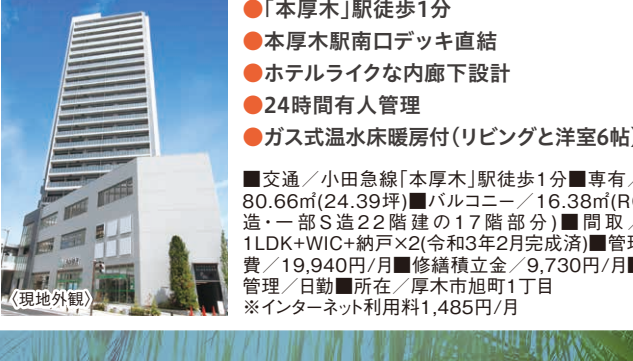 ●「本厚木」駅徒歩1分
●本厚木駅南口デッキ直結
●ホテルライクな内廊下設計
●24時間有人管理
●ガス式温水床暖房付(リビングと洋室6帖)
■交通／小田急線「本厚木」駅徒歩1分■専有／
80.66㎡(24.39坪)■バルコニー／16.38㎡(RC
造・一部S造22階建の17階部分)■間取／
1LDK+WIC+納戸×2(令和3年2月完成済)■管理
費／19,940円/月■修繕積立金／9,730円/月■
管理／日勤■所在／厚木市旭町1丁目
※インターネット利用料1,485円/月
〈現地外観〉